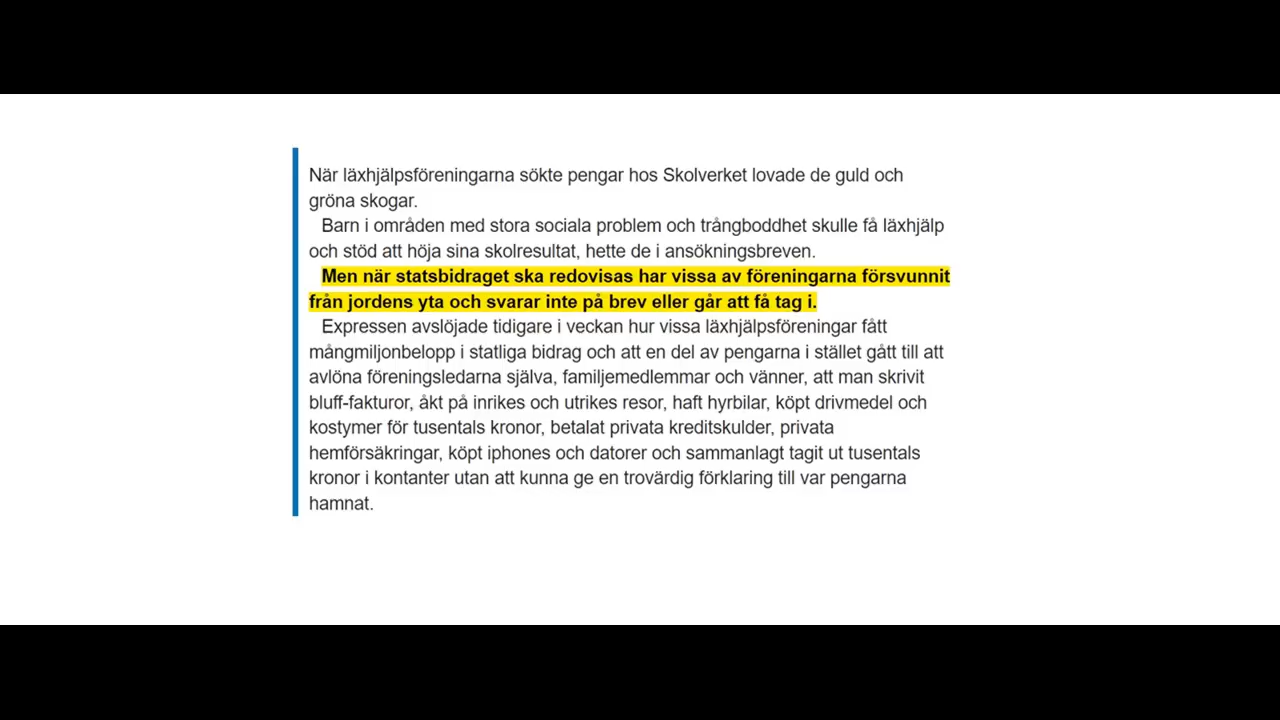 När läxhjälpsföreningarna sökte pengar hos Skolverket lovade de guld och
gröna skogar.
Barn i områden med stora sociala problem och trångboddhet skulle få läxhjälp
och stöd att höja sina skolresultat, hette de i ansökningsbreven.
Men när statsbidraget ska redovisas har vissa av föreningarna försvunnit
från jordens yta och svarar inte på brev eller går att få tag i.
Expressen avslöjade tidigare i veckan hur vissa läxhjälpsföreningar fått
mångmiljonbelopp i statliga bidrag och att en del av pengarna i stället gått till att
avlöna föreningsledarna själva, familjemedlemmar och vänner, att man skrivit
bluff-fakturor, åkt på inrikes och utrikes resor, haft hyrbilar, köpt drivmedel och
kostymer för tusentals kronor, betalat privata kreditskulder, privata
hemförsäkringar, köpt iphones och datorer och sammanlagt tagit ut tusentals
kronor i kontanter utan att kunna ge en trovärdig förklaring till var pengarna
hamnat.